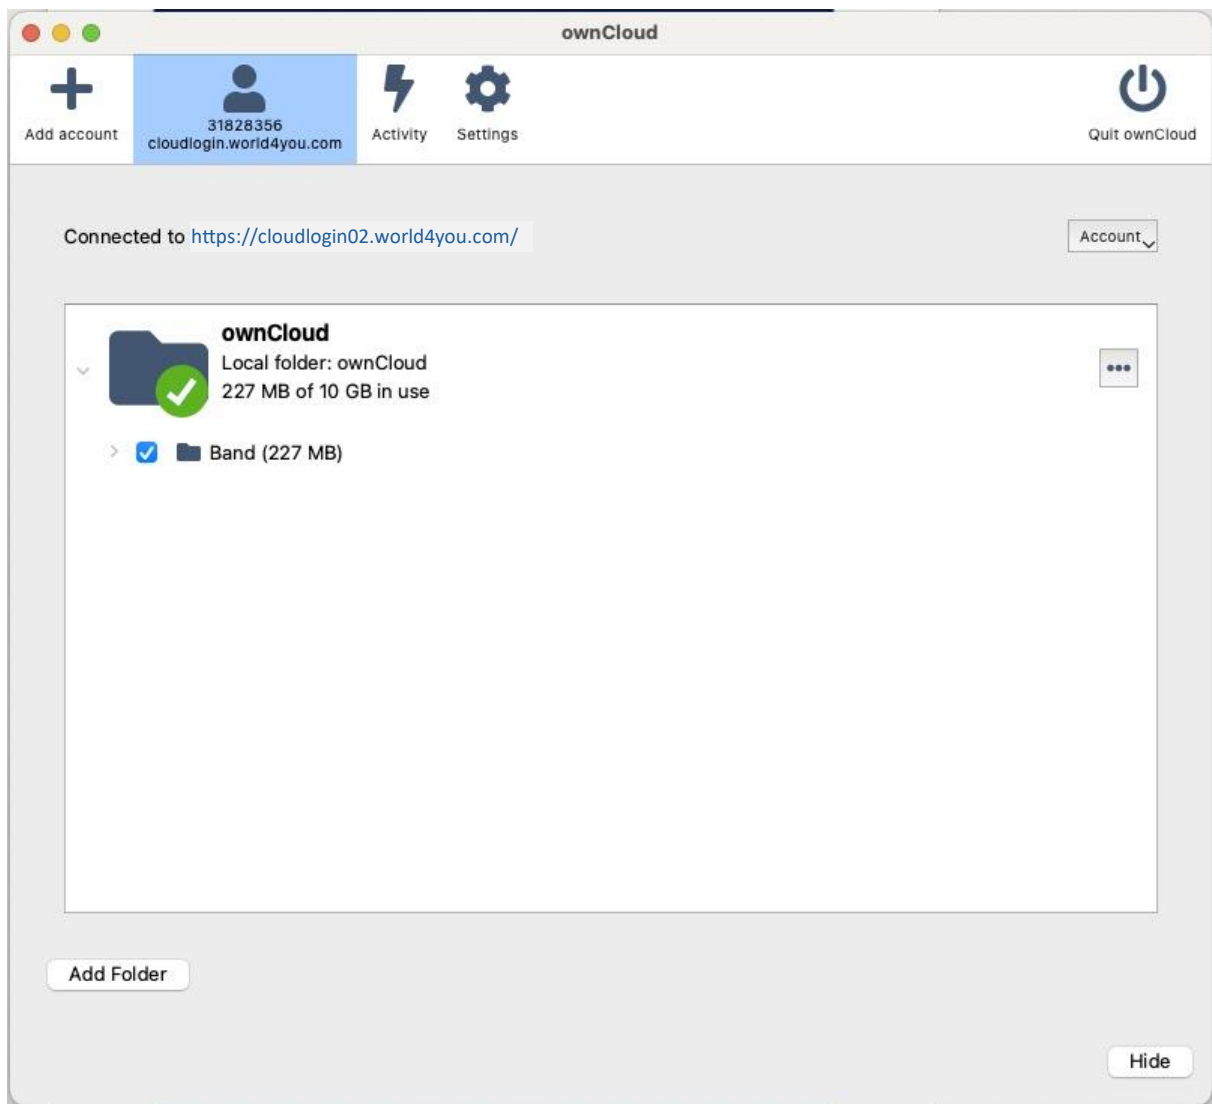 ownCloud
Add account
31828356
cloudlogin.world4you.com
Activity
Settings
Quit ownCloud
Connected to https://cloudlogin02.world4you.com/
Account
ownCloud
Local folder: ownCloud
227 MB of 10 GB in use
Band (227 MB)
Add Folder
Hide